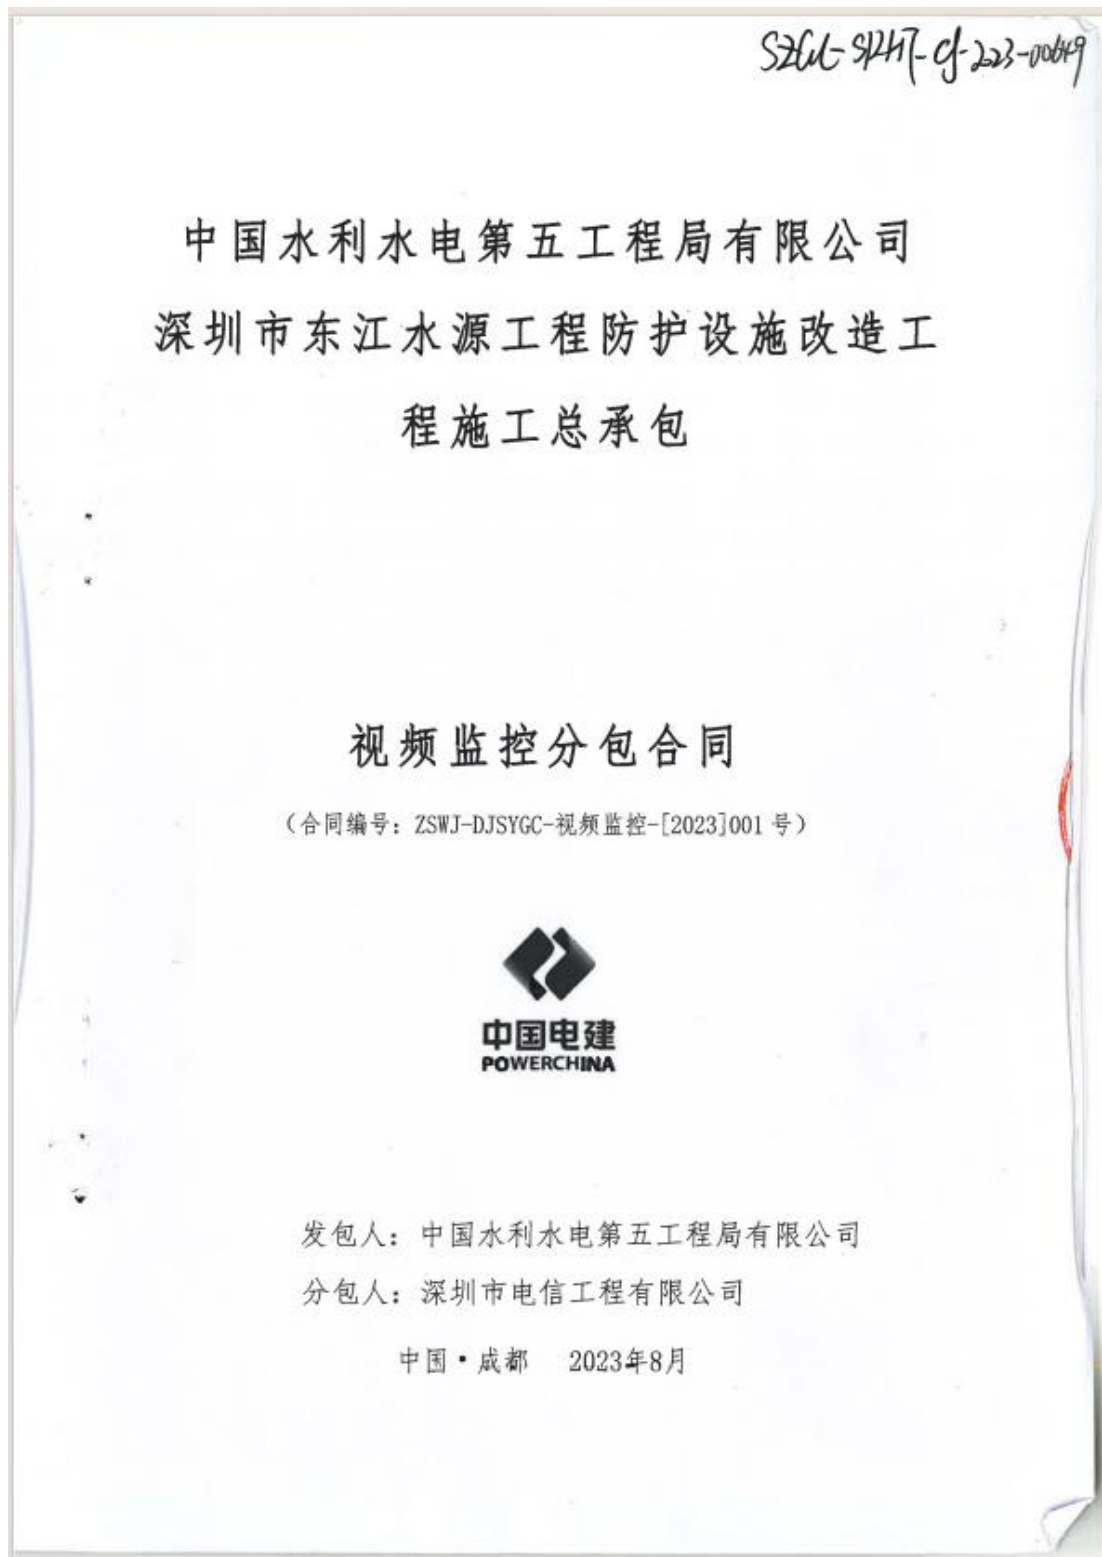 中国水利水电第五工程局有限公司
深圳市东江水源工程防护设施改造工
程施工总承包
视频监控分包合同
（合同编号：ZSWJ-DJSYGC-视频监控-[2023]001号）
中国电建
POWERCHINA
发包人：中国水利水电第五工程局有限公司
分包人：深圳市电信工程有限公司
中国·成都 2023年8月